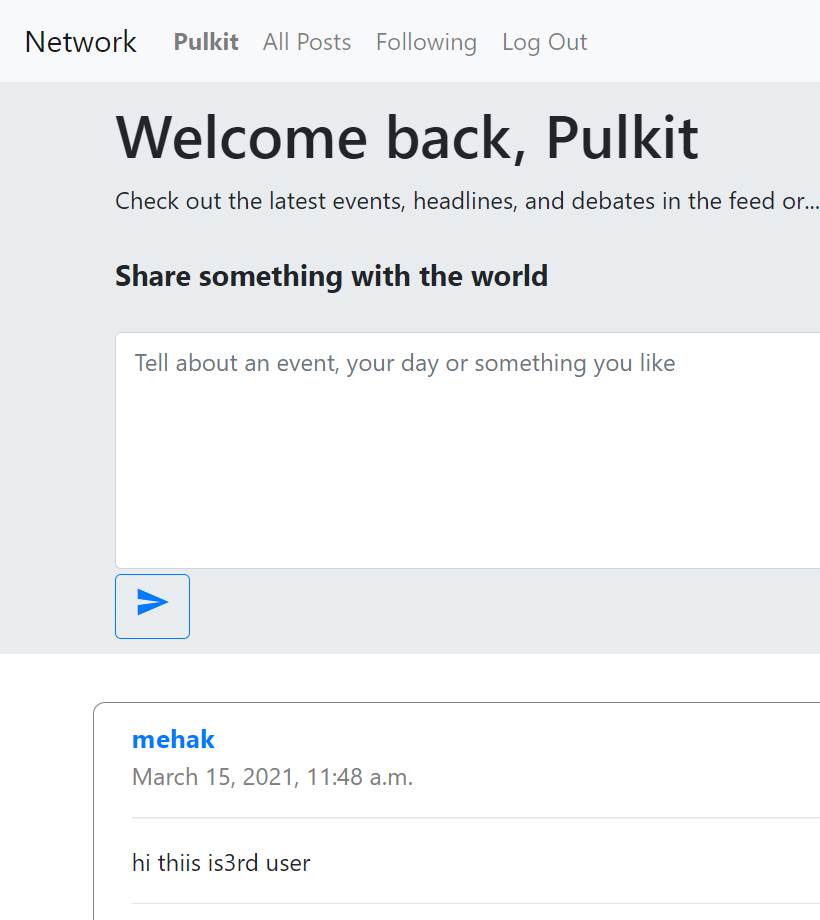 Network Pulkit All Posts Following Log Out
Welcome back, Pulkit
Check out the latest events, headlines, and debates in the feed or...
Share something with the world
Tell about an event, your day or something you like
mehak
March 15, 2021, 11:48 a.m.
hi thiis is3rd user